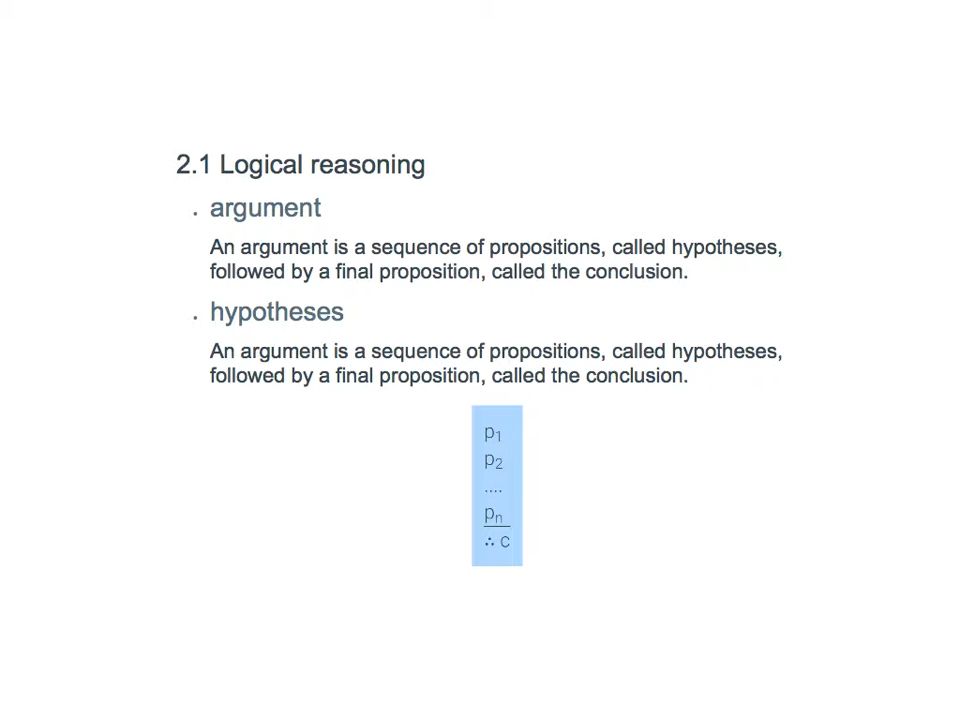 2.1 Logical reasoning
• argument
An argument is a sequence of propositions, called hypotheses,
followed by a final proposition, called the conclusion.
• hypotheses
An argument is a sequence of propositions, called hypotheses,
followed by a final proposition, called the conclusion.
p₁
p₂
....
pₙ
∴ c